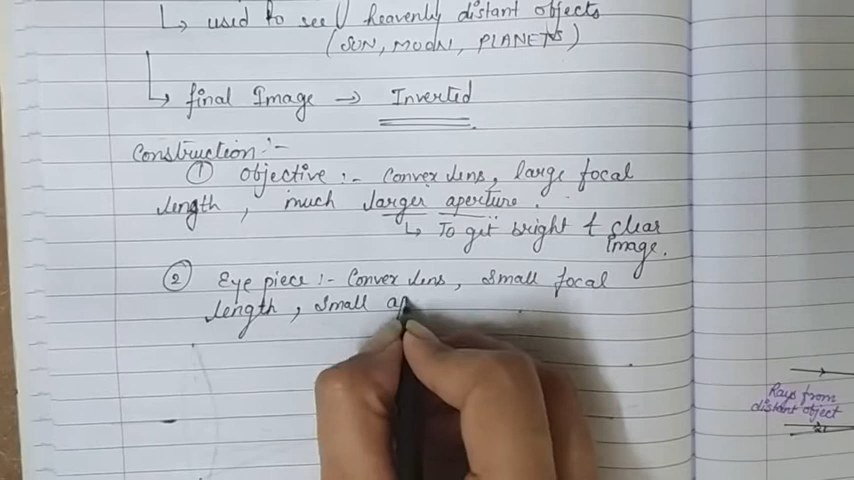 ↳ used to see heavenly distant objects
(SUN, MOON, PLANETS)
↳ final Image → Inverted
Construction :-
① Objective :- Convex lens, large focal
length, much larger aperture.
↳ To get bright & clear
Image.
② Eye piece :- Convex lens, small focal
length, small ap
Rays from
distant object